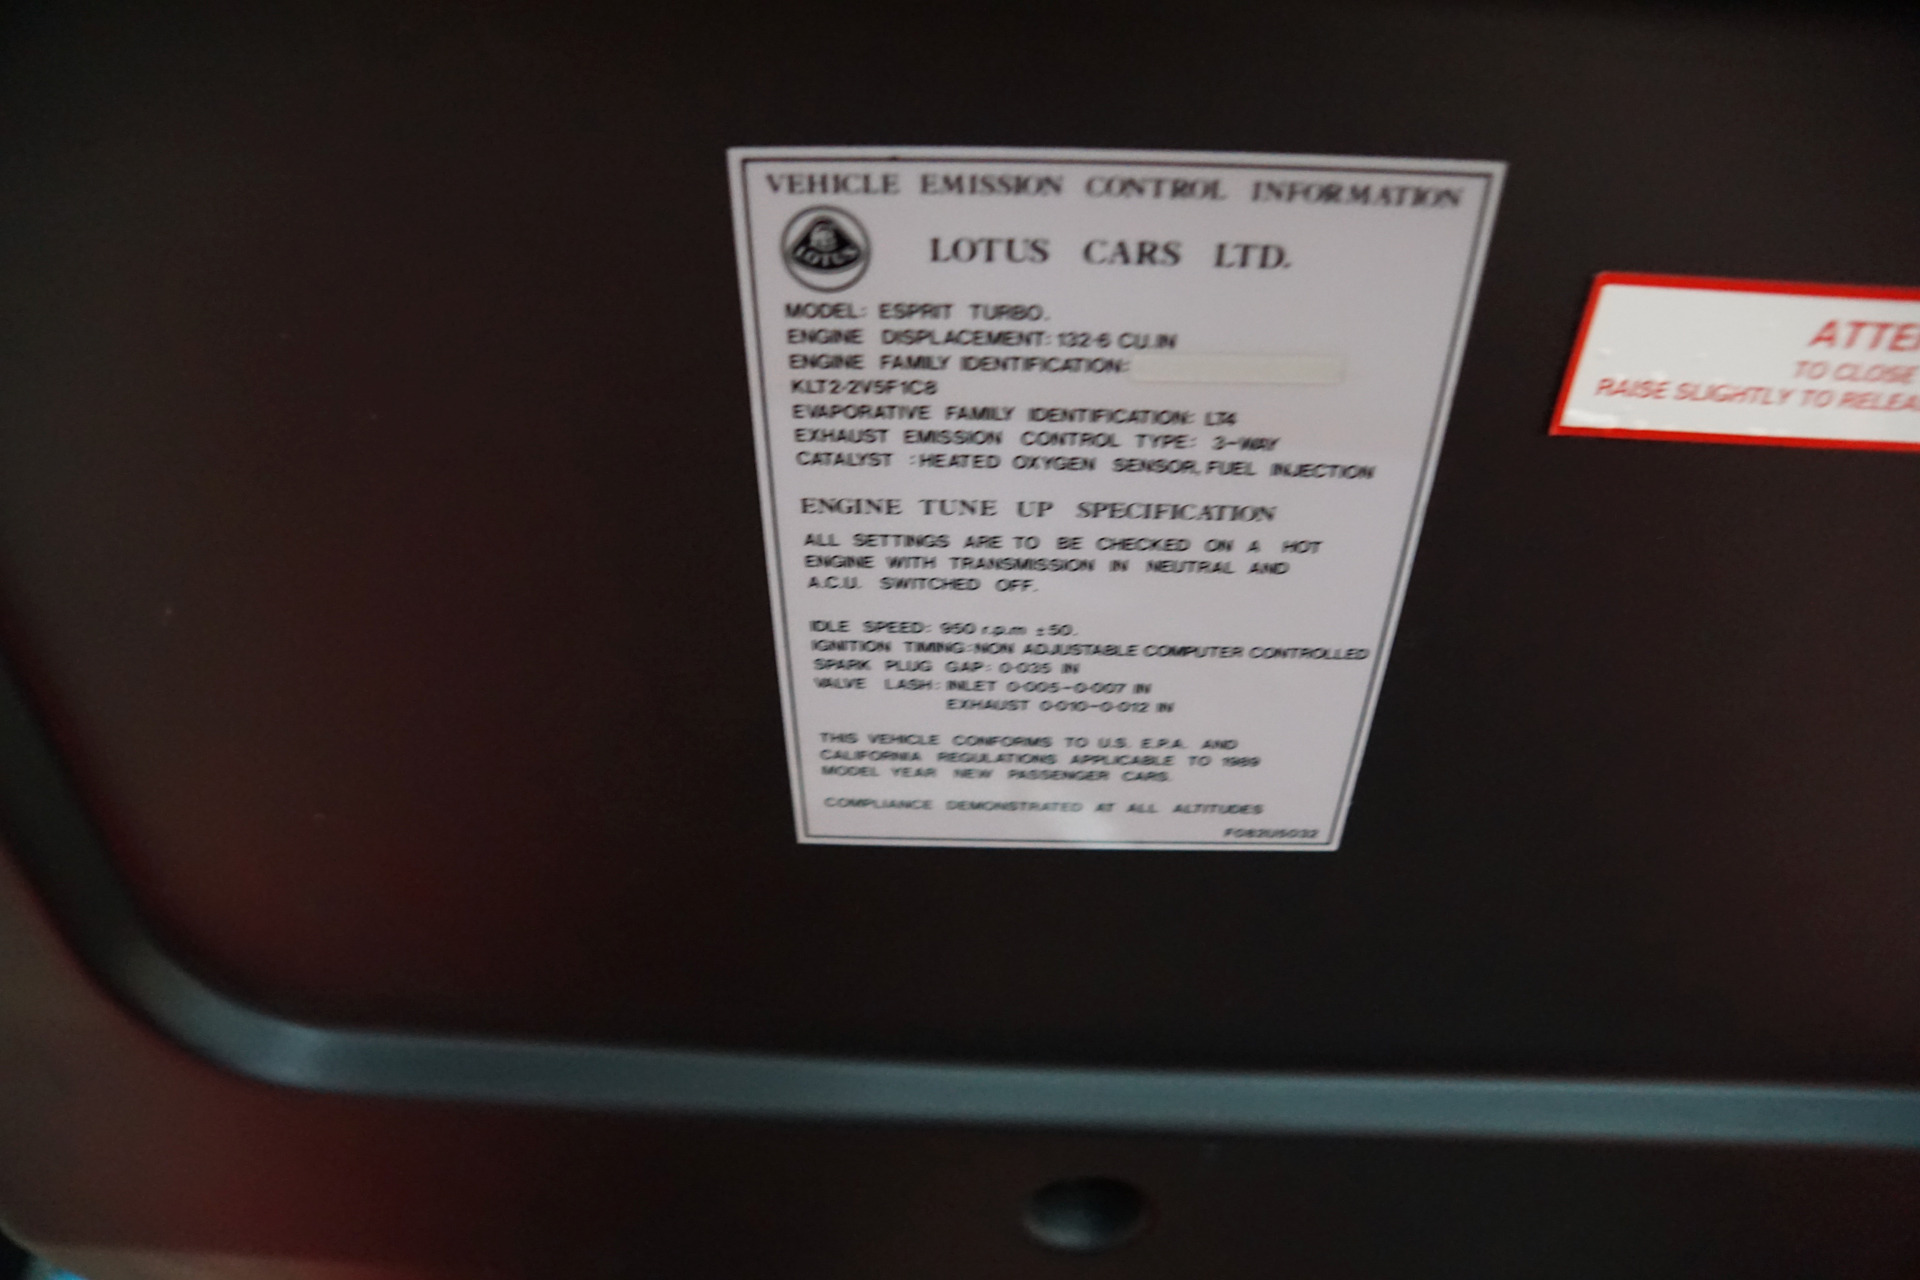 VEHICLE EMISSION CONTROL INFORMATION
LOTUS
LOTUS CARS LTD.
MODEL: ESPRIT TURBO.
ENGINE DISPLACEMENT: 132·6 CU.IN
ENGINE FAMILY IDENTIFICATION:
KLT2·2V5F1C8
EVAPORATIVE FAMILY IDENTIFICATION: LT4
EXHAUST EMISSION CONTROL TYPE: 3-WAY
CATALYST :HEATED OXYGEN SENSOR, FUEL INJECTION
ENGINE TUNE UP SPECIFICATION
ALL SETTINGS ARE TO BE CHECKED ON A HOT
ENGINE WITH TRANSMISSION IN NEUTRAL AND
A.C.U. SWITCHED OFF.
IDLE SPEED: 950 r.p.m ±50.
IGNITION TIMING:NON ADJUSTABLE COMPUTER CONTROLLED
SPARK PLUG GAP: 0·035 IN
VALVE LASH: INLET 0·005-0·007 IN
EXHAUST 0·010-0·012 IN
THIS VEHICLE CONFORMS TO U.S. E.P.A. AND
CALIFORNIA REGULATIONS APPLICABLE TO 1989
MODEL YEAR NEW PASSENGER CARS.
COMPLIANCE DEMONSTRATED AT ALL ALTITUDES
ATTE
TO CLOSE
RAISE SLIGHTLY TO RELEA